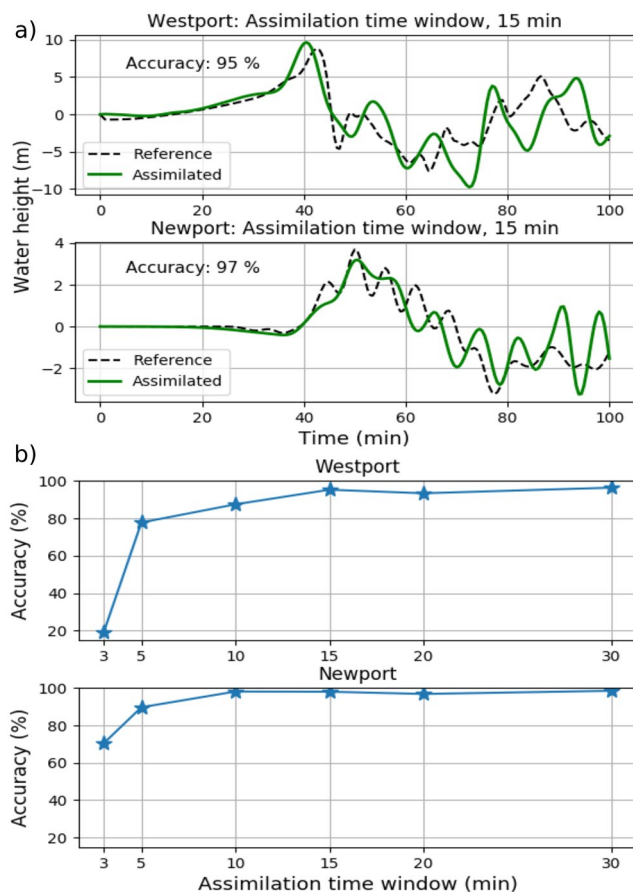 a)
Westport: Assimilation time window, 15 min
10
5
0
−5
−10
Accuracy: 95 %
Reference
Assimilated
0 20 40 60 80 100
Water height (m)
Newport: Assimilation time window, 15 min
4
2
0
−2
Accuracy: 97 %
Reference
Assimilated
0 20 40 60 80 100
Time (min)
b)
Westport
Accuracy (%)
100
80
60
40
20
3 5 10 15 20 30
Newport
Accuracy (%)
100
80
60
40
20
3 5 10 15 20 30
Assimilation time window (min)